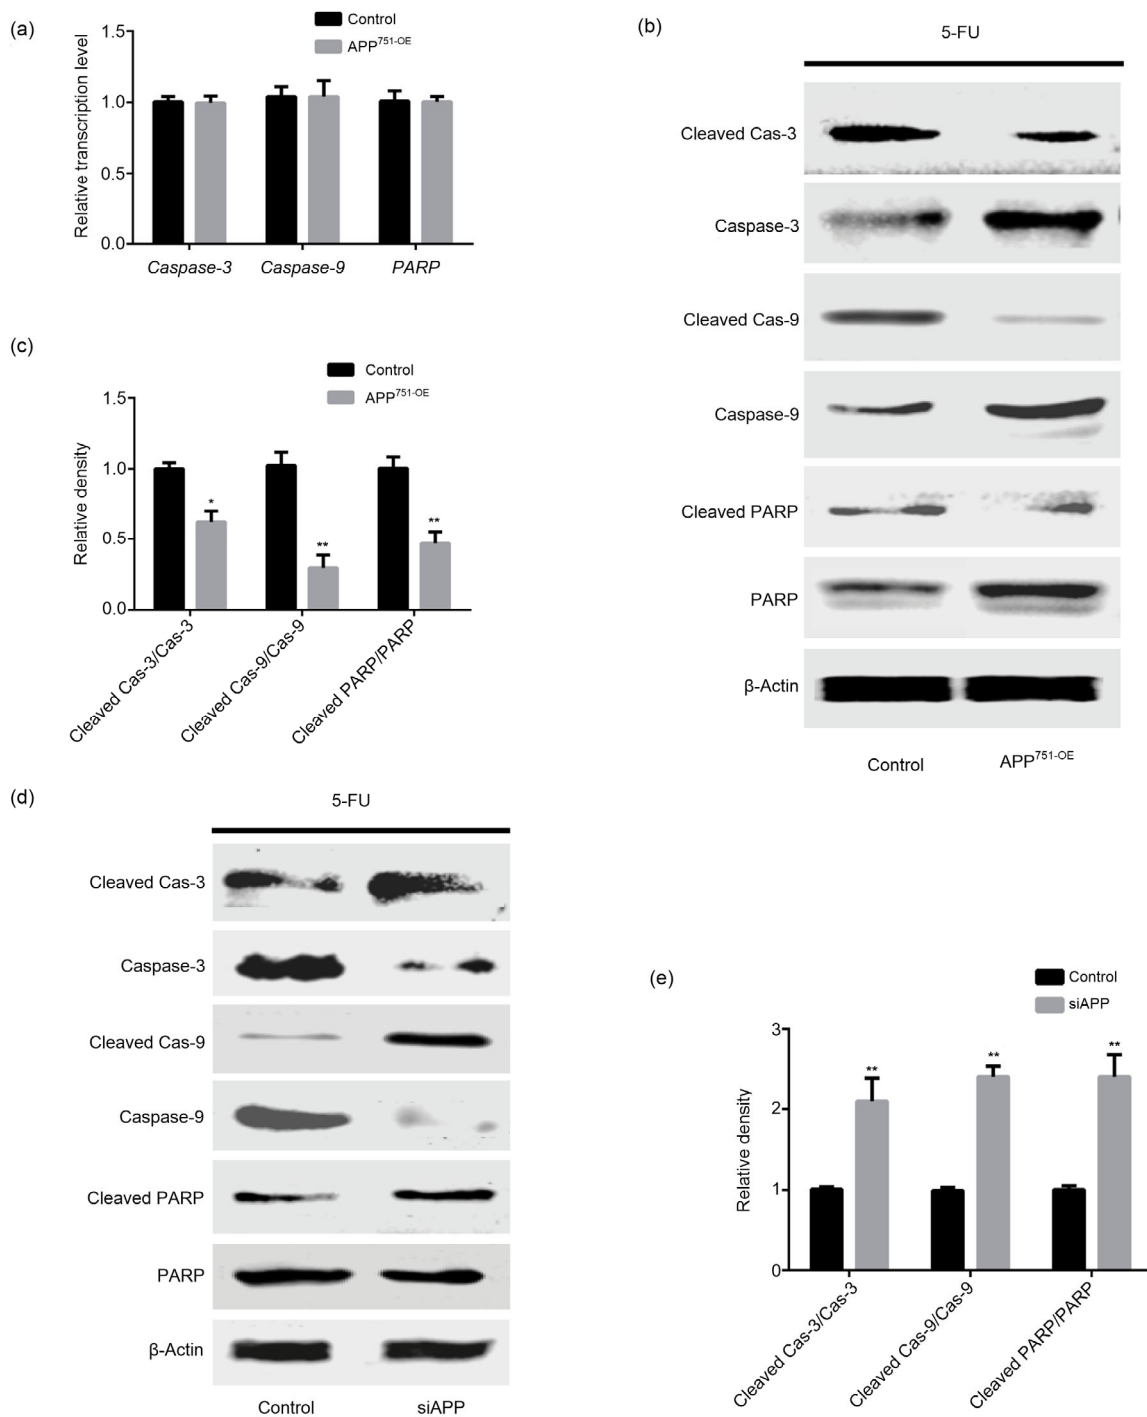 (a)
Control
APP751-OE
Relative transcription level
1.5
1.0
0.5
0.0
Caspase-3 Caspase-9 PARP
(b)
5-FU
Cleaved Cas-3
Caspase-3
Cleaved Cas-9
Caspase-9
Cleaved PARP
PARP
β-Actin
Control APP751-OE
(c)
Control
APP751-OE
Relative density
1.5
1.0
0.5
0.0
*
**
**
Cleaved Cas-3/Cas-3
Cleaved Cas-9/Cas-9
Cleaved PARP/PARP
(d)
5-FU
Cleaved Cas-3
Caspase-3
Cleaved Cas-9
Caspase-9
Cleaved PARP
PARP
β-Actin
Control siAPP
(e)
Control
siAPP
Relative density
3
2
1
0
**
**
**
Cleaved Cas-3/Cas-3
Cleaved Cas-9/Cas-9
Cleaved PARP/PARP